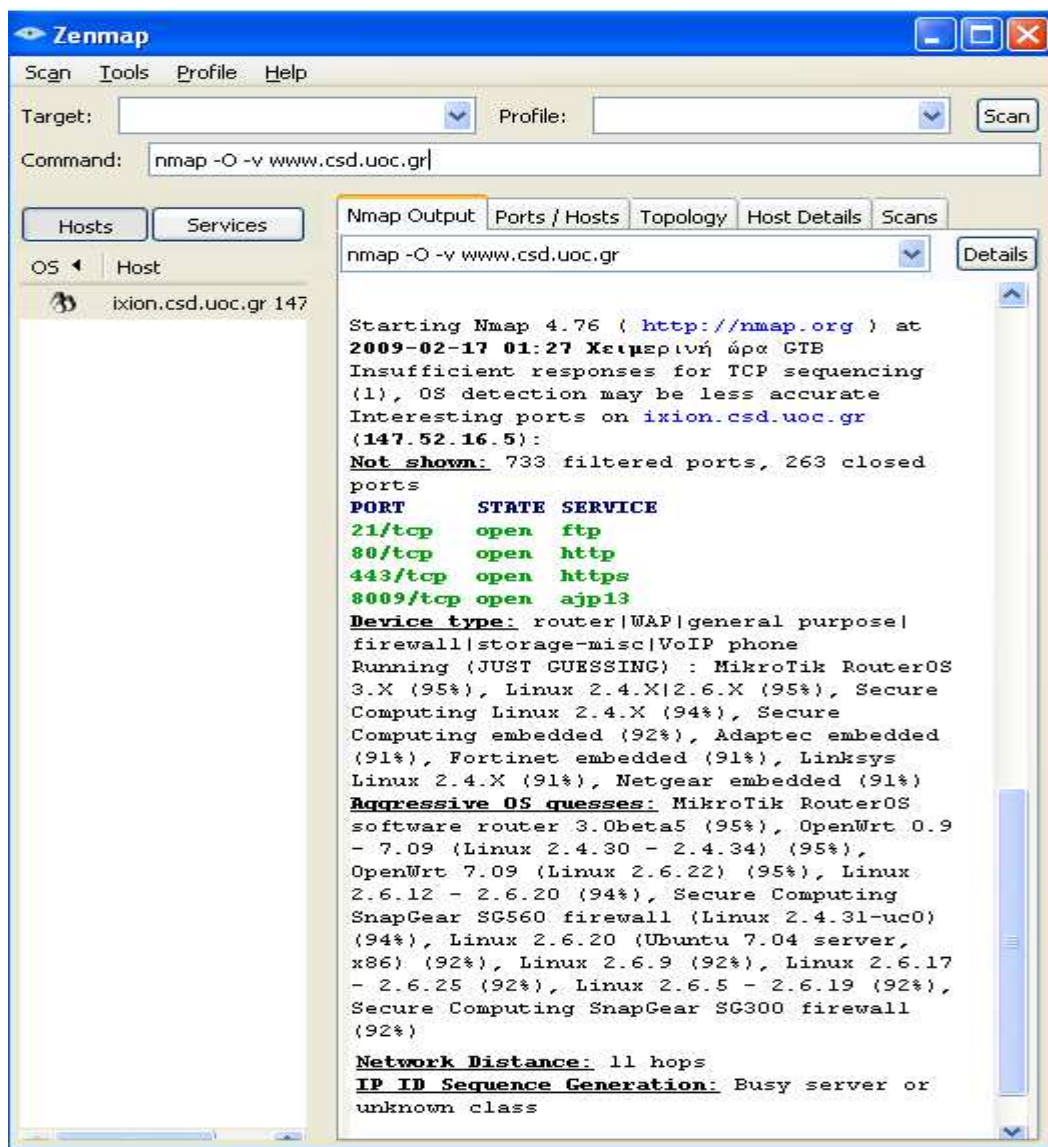 Zenmap
Scan Tools Profile Help
Target: Profile: Scan
Command: nmap -O -v www.csd.uoc.gr
Hosts Services
OS Host
ixion.csd.uoc.gr 147
Nmap Output Ports / Hosts Topology Host Details Scans
nmap -O -v www.csd.uoc.gr Details
Starting Nmap 4.76 ( http://nmap.org ) at
2009-02-17 01:27 Χειμερινή ώρα GTB
Insufficient responses for TCP sequencing
(1), OS detection may be less accurate
Interesting ports on ixion.csd.uoc.gr
(147.52.16.5):
Not shown: 733 filtered ports, 263 closed
ports
PORT STATE SERVICE
21/tcp open ftp
80/tcp open http
443/tcp open https
8009/tcp open ajp13
Device type: router|WAP|general purpose|
firewall|storage-misc|VoIP phone
Running (JUST GUESSING) : MikroTik RouterOS
3.X (95%), Linux 2.4.X|2.6.X (95%), Secure
Computing Linux 2.4.X (94%), Secure
Computing embedded (92%), Adaptec embedded
(91%), Fortinet embedded (91%), Linksys
Linux 2.4.X (91%), Netgear embedded (91%)
Aggressive OS guesses: MikroTik RouterOS
software router 3.0beta5 (95%), OpenWrt 0.9
- 7.09 (Linux 2.4.30 - 2.4.34) (95%),
OpenWrt 7.09 (Linux 2.6.22) (95%), Linux
2.6.12 - 2.6.20 (94%), Secure Computing
SnapGear SG560 firewall (Linux 2.4.31-uc0)
(94%), Linux 2.6.20 (Ubuntu 7.04 server,
x86) (92%), Linux 2.6.9 (92%), Linux 2.6.17
- 2.6.25 (92%), Linux 2.6.5 - 2.6.19 (92%),
Secure Computing SnapGear SG300 firewall
(92%)
Network Distance: 11 hops
IP ID Sequence Generation: Busy server or
unknown class